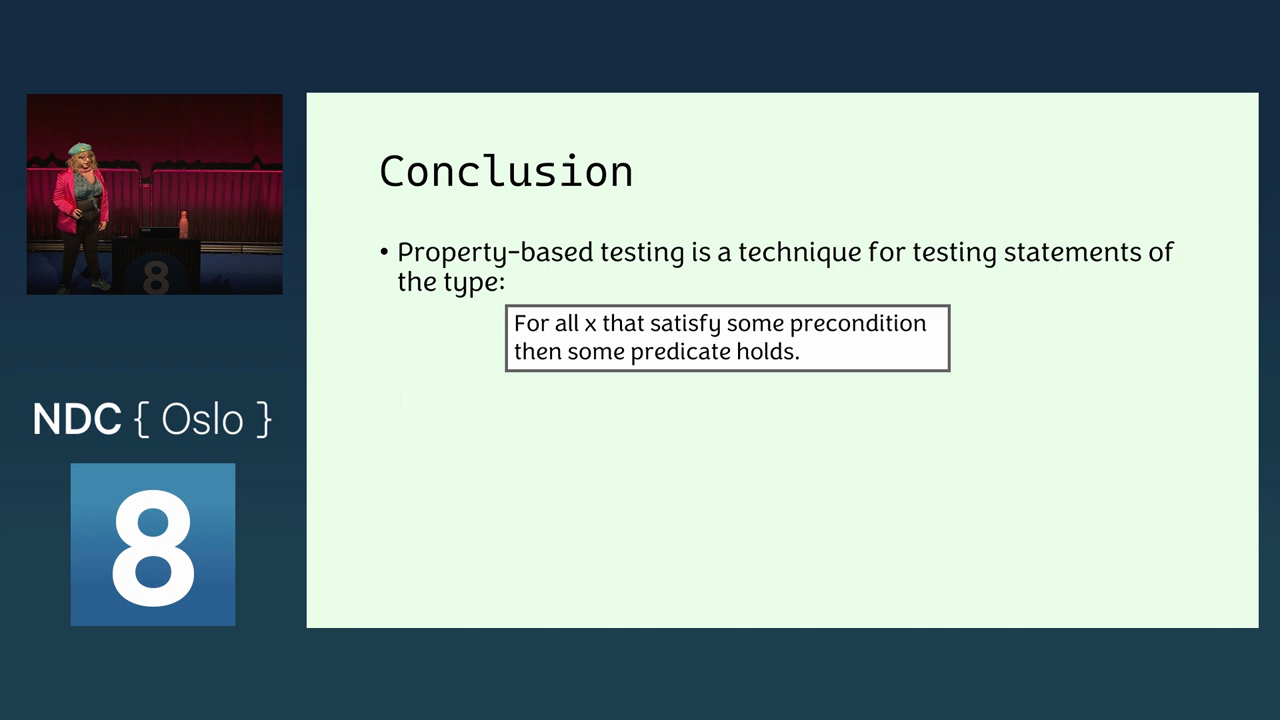 Conclusion
• Property-based testing is a technique for testing statements of
the type:
For all x that satisfy some precondition
then some predicate holds.
8
NDC { Oslo }
8